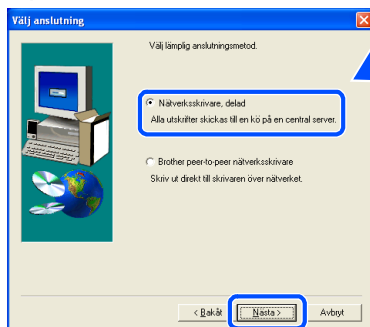 Välj anslutning
Välj lämplig anslutningsmetod.
Nätverksskrivare, delad
Alla utskrifter skickas till en kö på en central server.
Brother peer-to-peer nätverksskrivare
Skriv ut direkt till skrivaren över nätverket.
< Bakåt Nästa > Avbryt